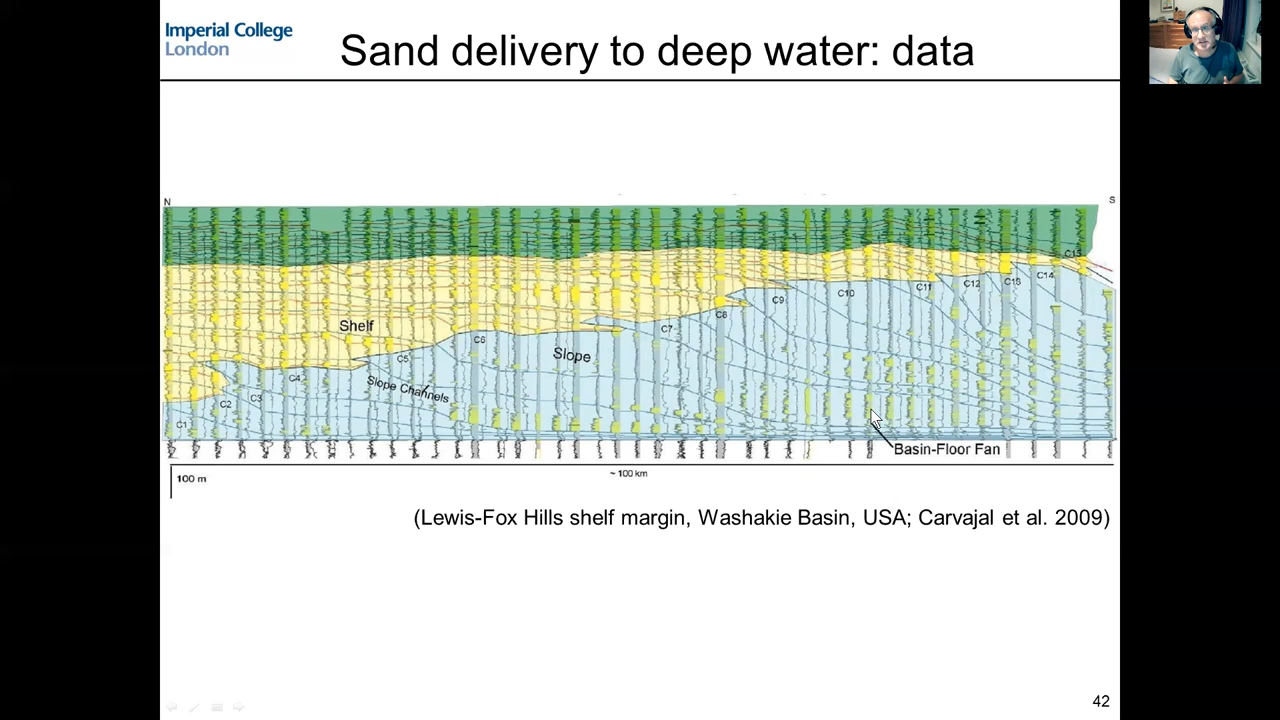 Imperial College
London
Sand delivery to deep water: data
N
S
C15
C14
C13
C12
C11
C10
C9
C8
C7
Shelf
C6
Slope
C5
C4
Slope Channels
C3
C2
C1
Basin-Floor Fan
100 m
~ 100 km
(Lewis-Fox Hills shelf margin, Washakie Basin, USA; Carvajal et al. 2009)
42